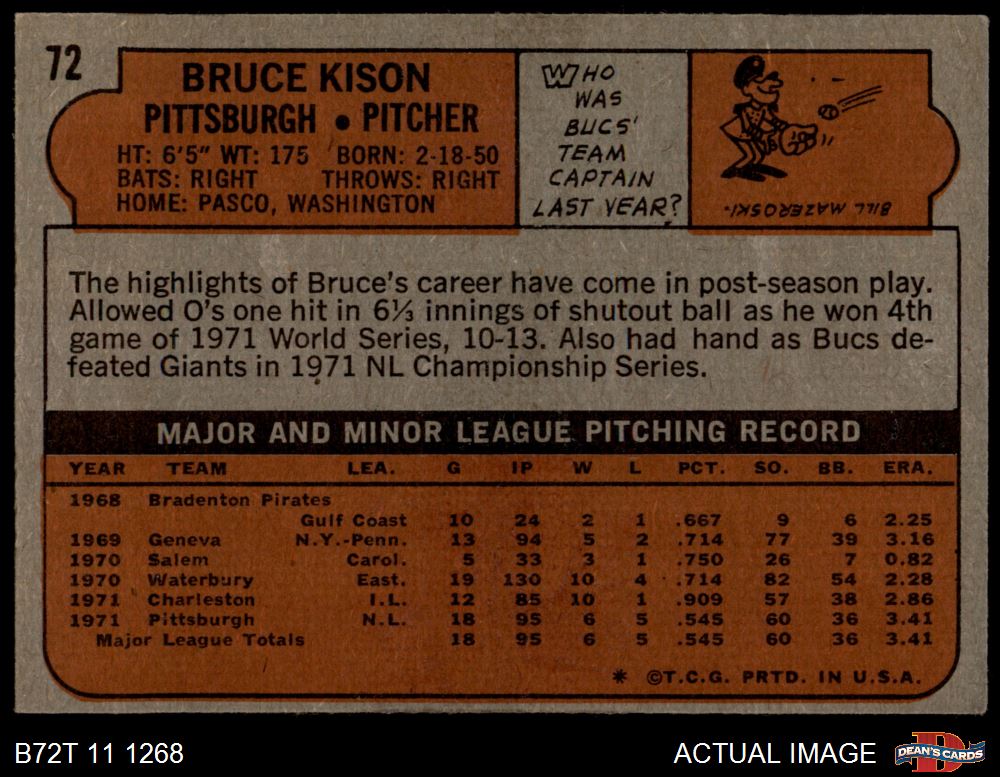 72
BRUCE KISON
PITTSBURGH • PITCHER
HT: 6'5" WT: 175 BORN: 2-18-50
BATS: RIGHT THROWS: RIGHT
HOME: PASCO, WASHINGTON
WHO
WAS
BUCS'
TEAM
CAPTAIN
LAST YEAR?
BILL MAZEROSKI.
The highlights of Bruce's career have come in post-season play.
Allowed O's one hit in 6⅓ innings of shutout ball as he won 4th
game of 1971 World Series, 10-13. Also had hand as Bucs de-
feated Giants in 1971 NL Championship Series.
MAJOR AND MINOR LEAGUE PITCHING RECORD
YEAR TEAM LEA. G IP W L PCT. SO. BB. ERA.
1968 Bradenton Pirates
Gulf Coast 10 24 2 1 .667 9 6 2.25
1969 Geneva N.Y.-Penn. 13 94 5 2 .714 77 39 3.16
1970 Salem Carol. 5 33 3 1 .750 26 7 0.82
1970 Waterbury East. 19 130 10 4 .714 82 54 2.28
1971 Charleston I.L. 12 85 10 1 .909 57 38 2.86
1971 Pittsburgh N.L. 18 95 6 5 .545 60 36 3.41
Major League Totals 18 95 6 5 .545 60 36 3.41
* ©T.C.G. PRTD. IN U.S.A.
B72T 11 1268
ACTUAL IMAGE
DEAN'S CARDS